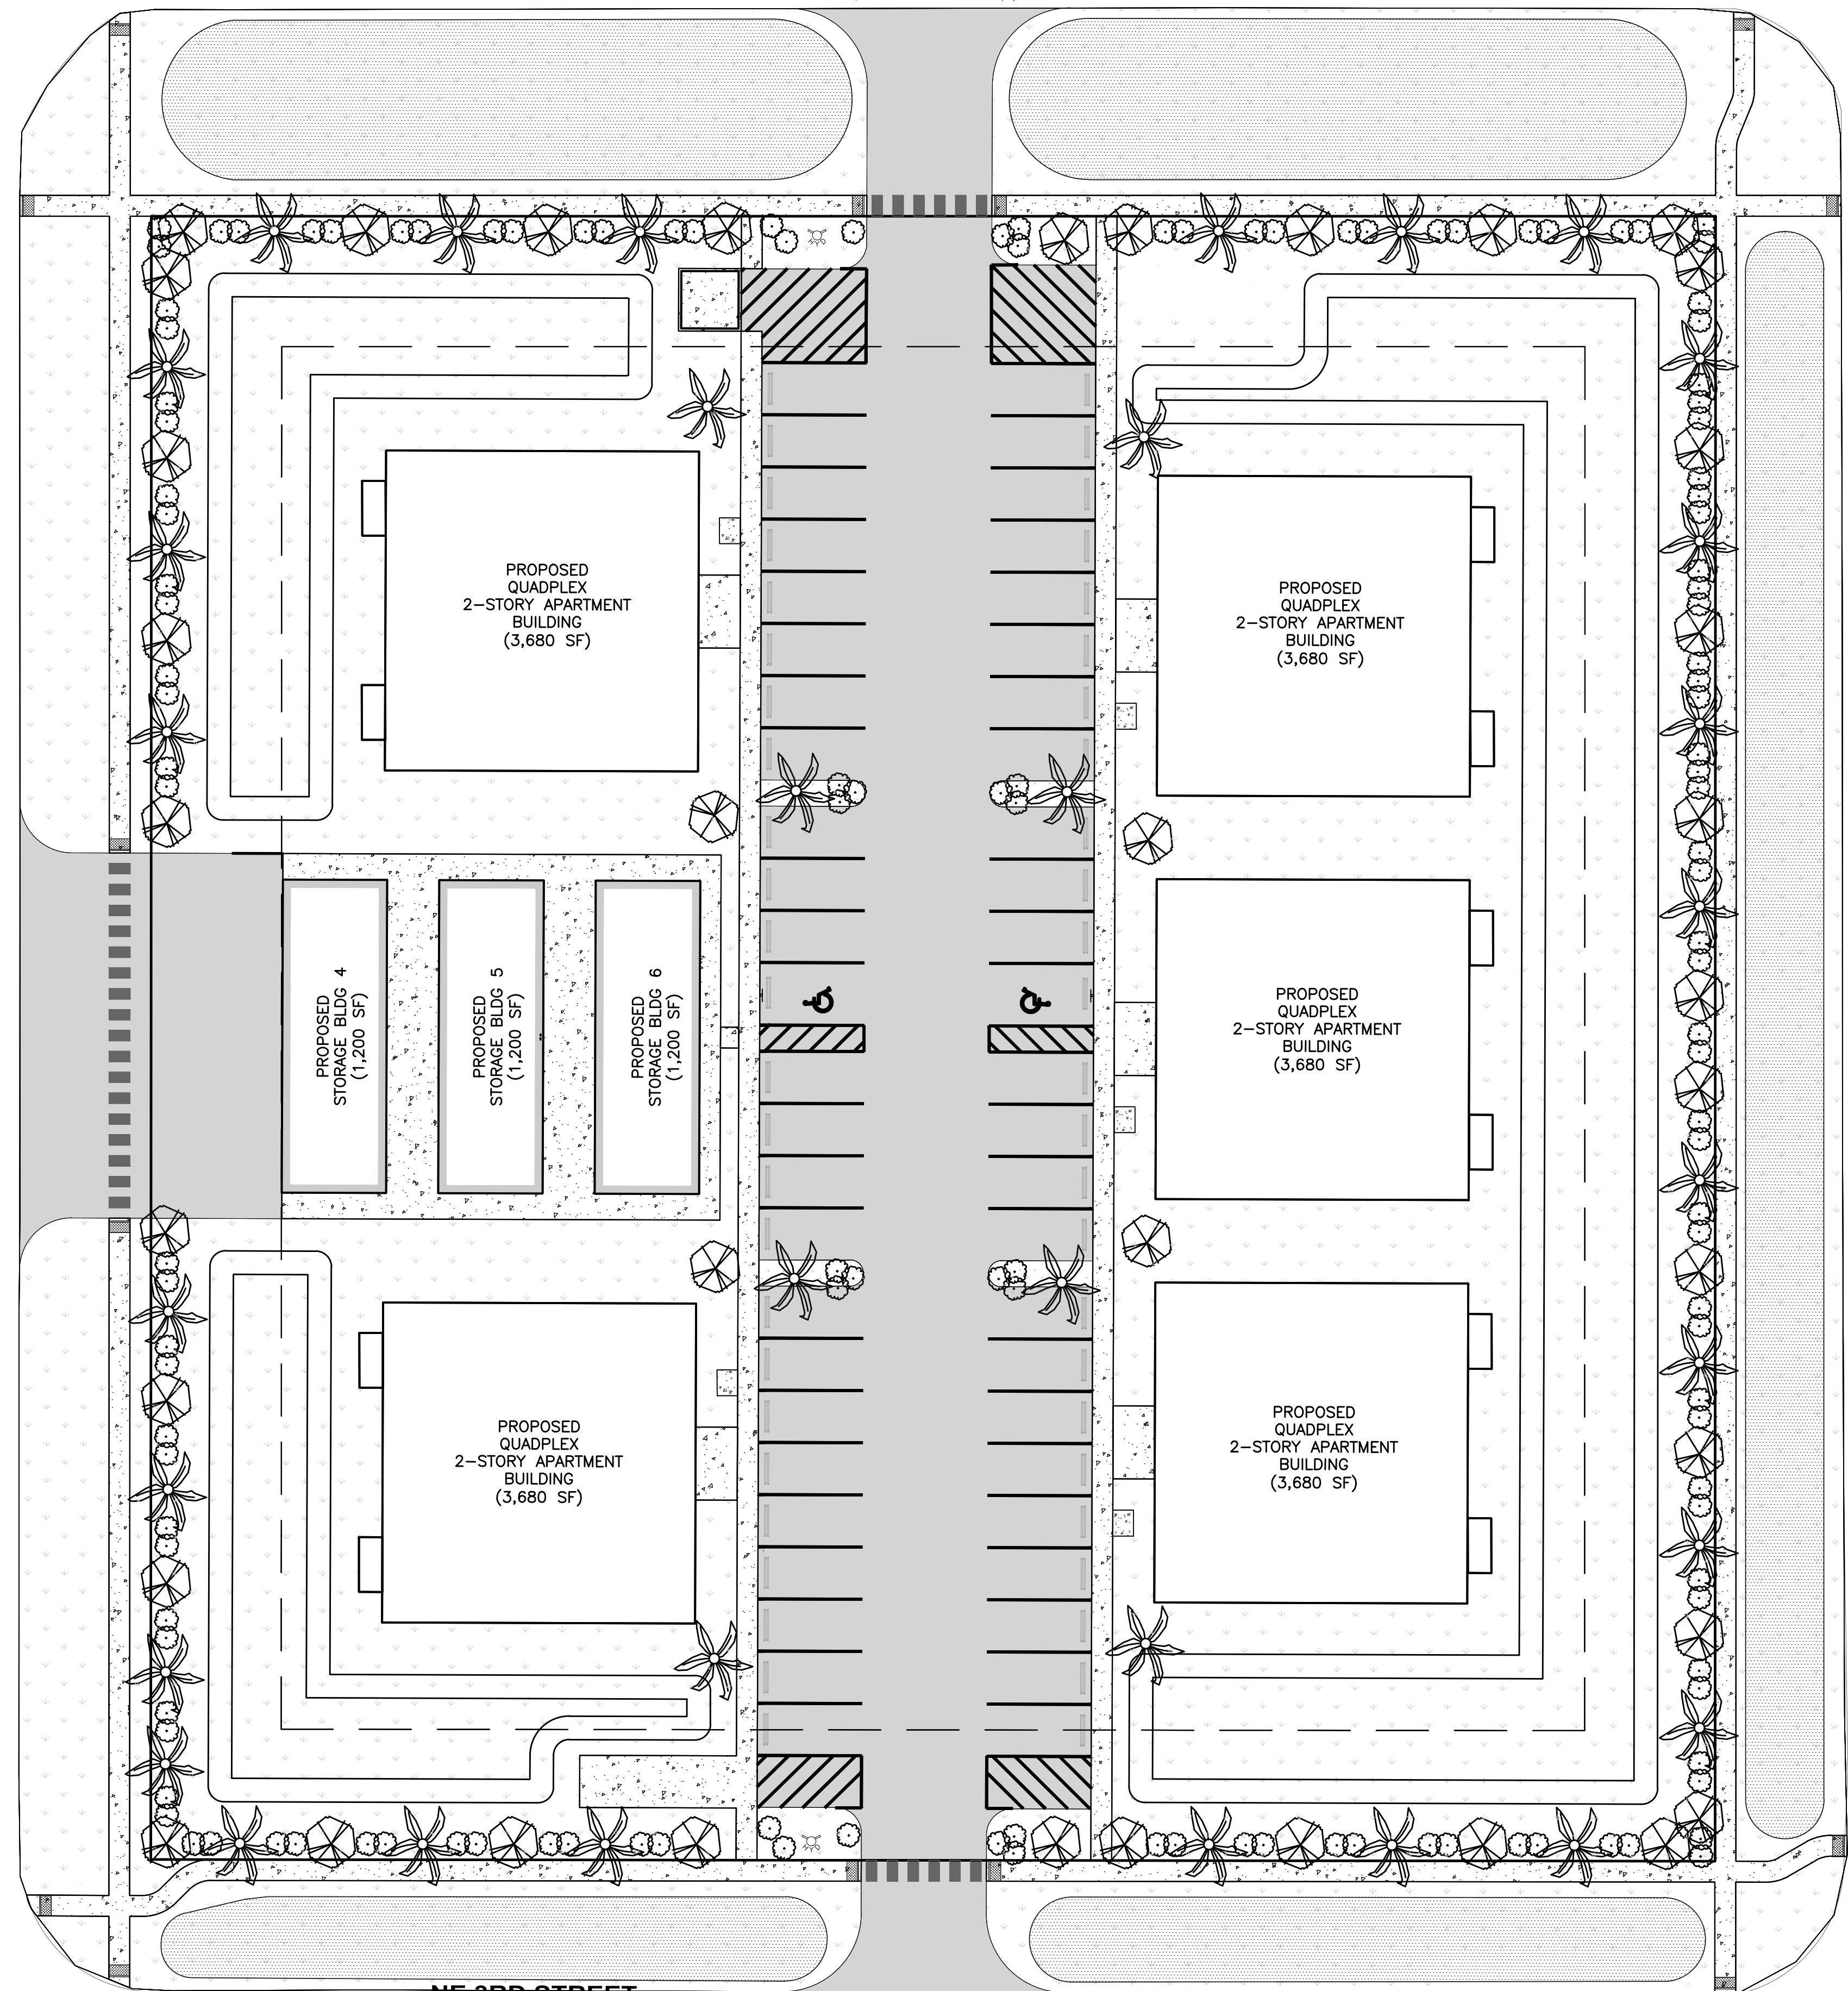 PROPOSED
QUADPLEX
2-STORY APARTMENT
BUILDING
(3,680 SF)
PROPOSED
QUADPLEX
2-STORY APARTMENT
BUILDING
(3,680 SF)
PROPOSED
STORAGE BLDG 4
(1,200 SF)
PROPOSED
STORAGE BLDG 5
(1,200 SF)
PROPOSED
STORAGE BLDG 6
(1,200 SF)
PROPOSED
QUADPLEX
2-STORY APARTMENT
BUILDING
(3,680 SF)
PROPOSED
QUADPLEX
2-STORY APARTMENT
BUILDING
(3,680 SF)
PROPOSED
QUADPLEX
2-STORY APARTMENT
BUILDING
(3,680 SF)
STREET